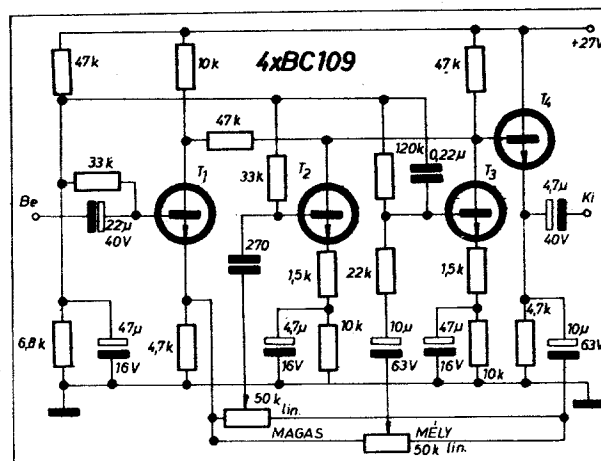 4xBC109
+27V
47k
10k
47k
T4
47k
33k
T1
33k
T2
120k
0,22µ
T3
4,7µ
Ki
40V
Be
22µ
40V
270
1,5k
22k
1,5k
6,8k
47µ
16V
4,7k
4,7µ
16V
10k
10µ
63V
47µ
16V
10k
4,7k
10µ
63V
50k lin.
MAGAS
MÉLY
50k lin.